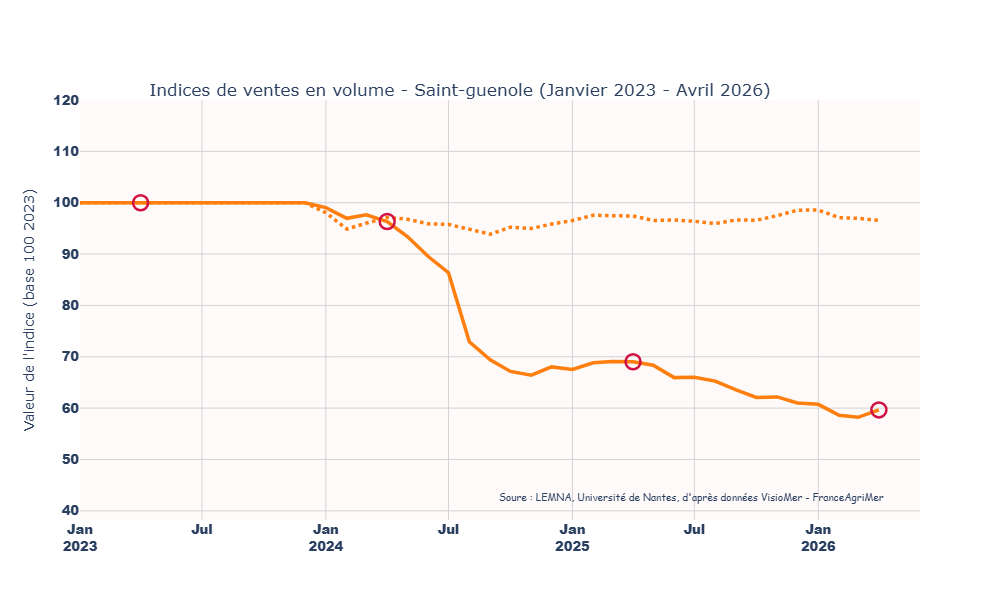 Indices de ventes en volume - Saint-guenole (Janvier 2023 - Avril 2026)
Valeur de l'indice (base 100 2023)
120
110
100
90
80
70
60
50
40
Soure : LEMNA, Université de Nantes, d'après données VisioMer - FranceAgriMer
Jan Jul Jan Jul Jan Jul Jan
2023 2024 2025 2026